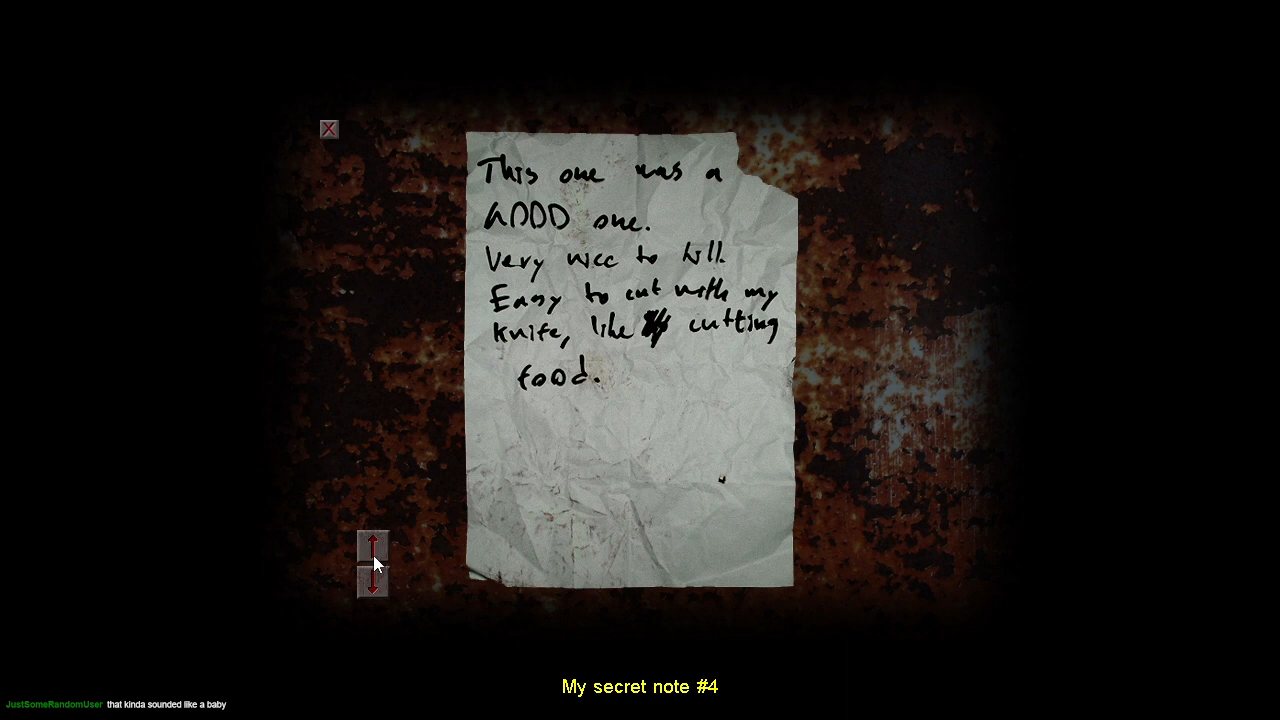 This one was a
GOOD one.
Very nice to kill.
Easy to cut with my
knife, like cutting
food.
My secret note #4
JustSomeRandomUser that kinda sounded like a baby